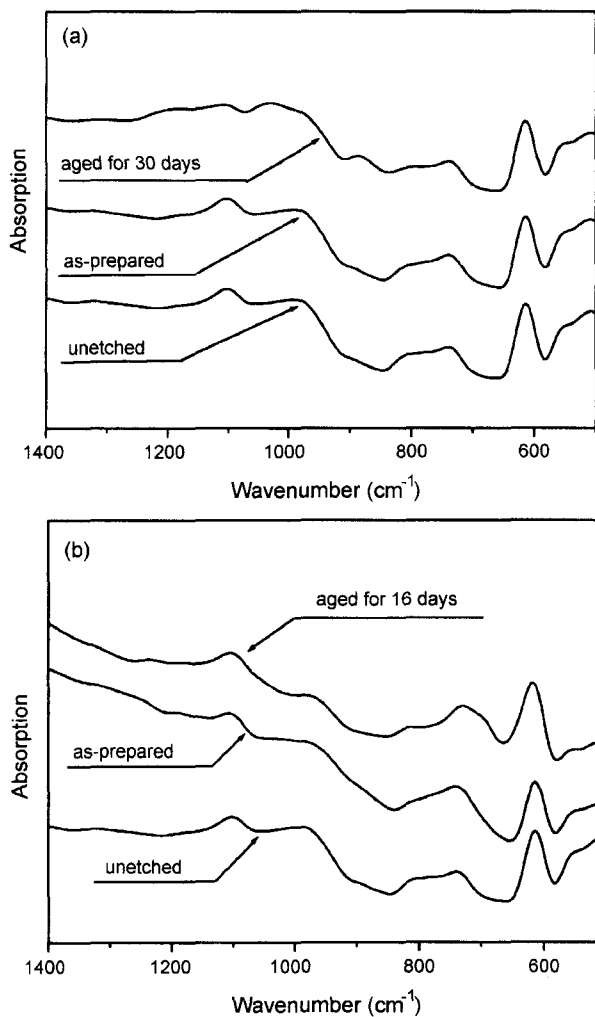 (a)
Absorption
aged for 30 days
as-prepared
unetched
1400 1200 1000 800 600
Wavenumber (cm⁻¹)
(b)
Absorption
aged for 16 days
as-prepared
unetched
1400 1200 1000 800 600
Wavenumber (cm⁻¹)